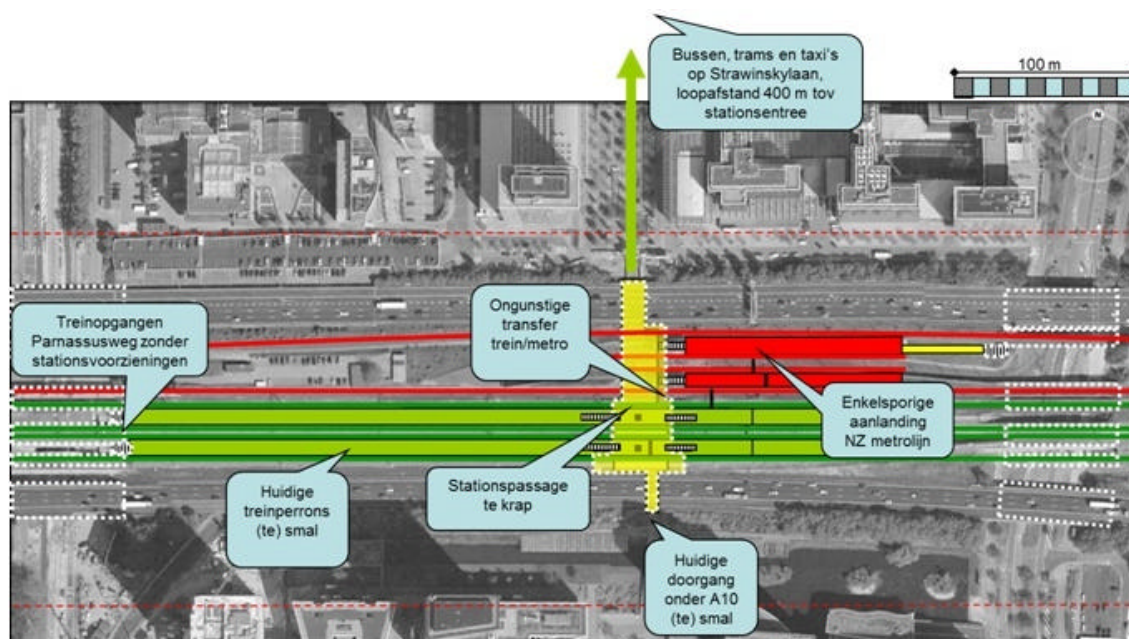 Bussen, trams en taxi's
op Strawinskylaan,
loopafstand 400 m tov
stationsentree
100 m
N
Treinopgangen
Parnassusweg zonder
stationsvoorzieningen
Ongunstige
transfer
trein/metro
Enkelsporige
aanlanding
NZ metrolijn
Huidige
treinperrons
(te) smal
Stationspassage
te krap
Huidige
doorgang
onder A10
(te) smal